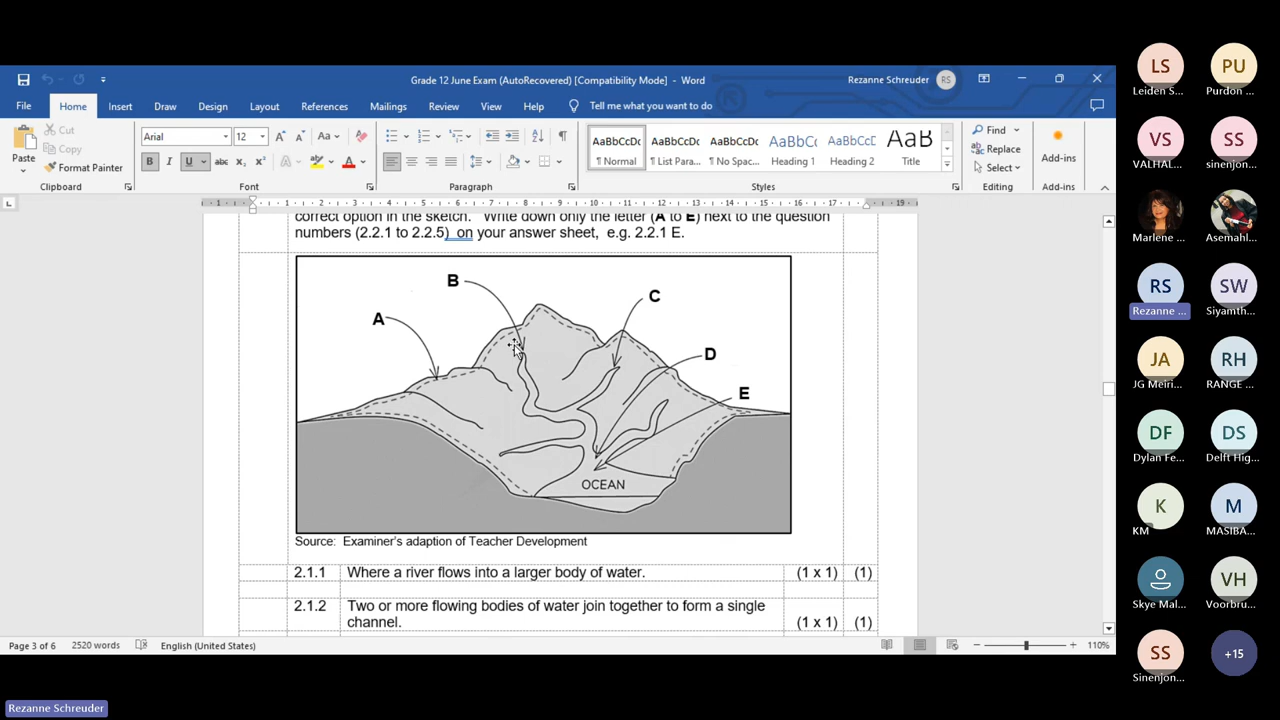 Grade 12 June Exam (AutoRecovered) [Compatibility Mode] - Word
Rezanne Schreuder
RS
File Home Insert Draw Design Layout References Mailings Review View Help Tell me what you want to do
Paste
Cut
Copy
Format Painter
Clipboard
Arial 12
Font
Paragraph
AaBbCcDc ¶ Normal
AaBbCcDc ¶ List Para...
AaBbCcDc ¶ No Spac...
AaBbCc Heading 1
AaBbCcD Heading 2
AaB Title
Styles
Find
Replace
Select
Editing
Add-ins
Add-ins
correct option in the sketch. Write down only the letter (A to E) next to the question
numbers (2.2.1 to 2.2.5) on your answer sheet, e.g. 2.2.1 E.
B
C
A
D
E
OCEAN
Source: Examiner's adaption of Teacher Development
2.1.1 Where a river flows into a larger body of water. (1 x 1) (1)
2.1.2 Two or more flowing bodies of water join together to form a single
channel. (1 x 1) (1)
Page 3 of 6 2520 words English (United States) 110%
LS
Leiden S...
PU
Purdon ...
VS
VALHAL...
SS
sinenjon...
Marlene ...
Asemahl...
RS
Rezanne ...
SW
Siyamth...
JA
JG Meiri...
RH
RANGE ...
DF
Dylan Fe...
DS
Delft Hig...
K
KM
M
MASIBA...
Skye Mal...
VH
Voorbru...
SS
Sinenjon...
+15
Rezanne Schreuder